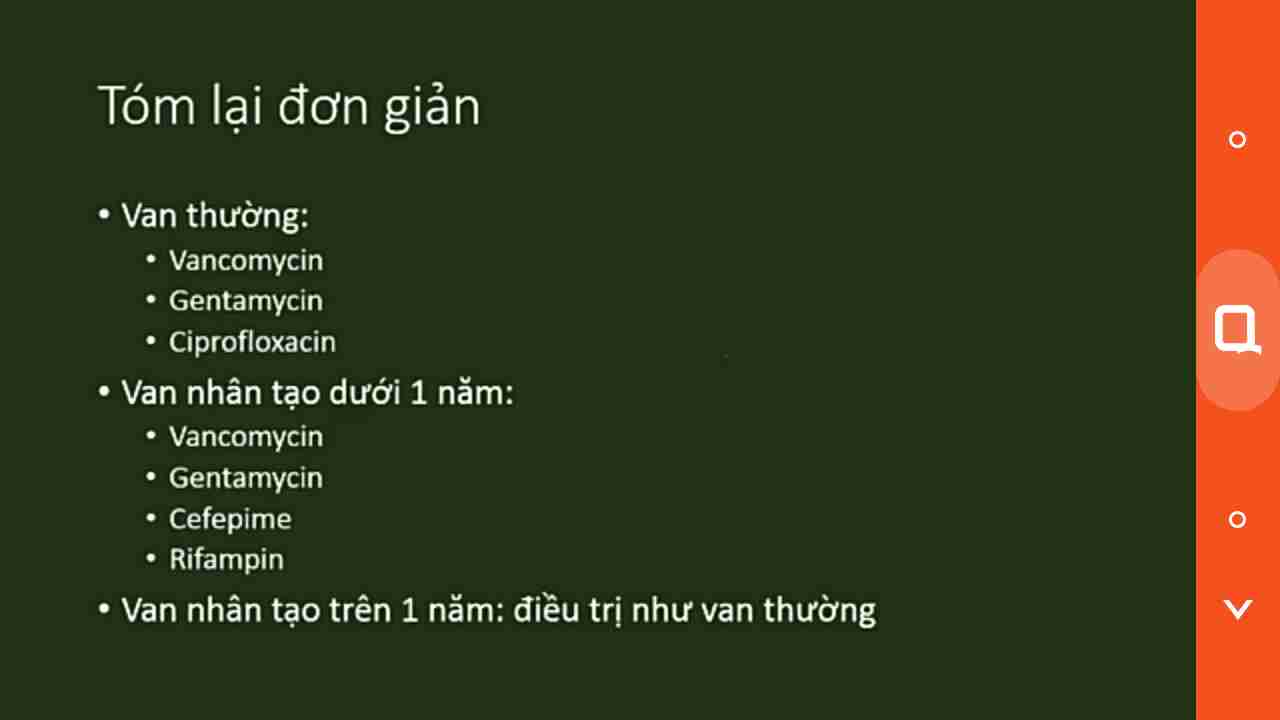 Tóm lại đơn giản
• Van thường:
• Vancomycin
• Gentamycin
• Ciprofloxacin
• Van nhân tạo dưới 1 năm:
• Vancomycin
• Gentamycin
• Cefepime
• Rifampin
• Van nhân tạo trên 1 năm: điều trị như van thường